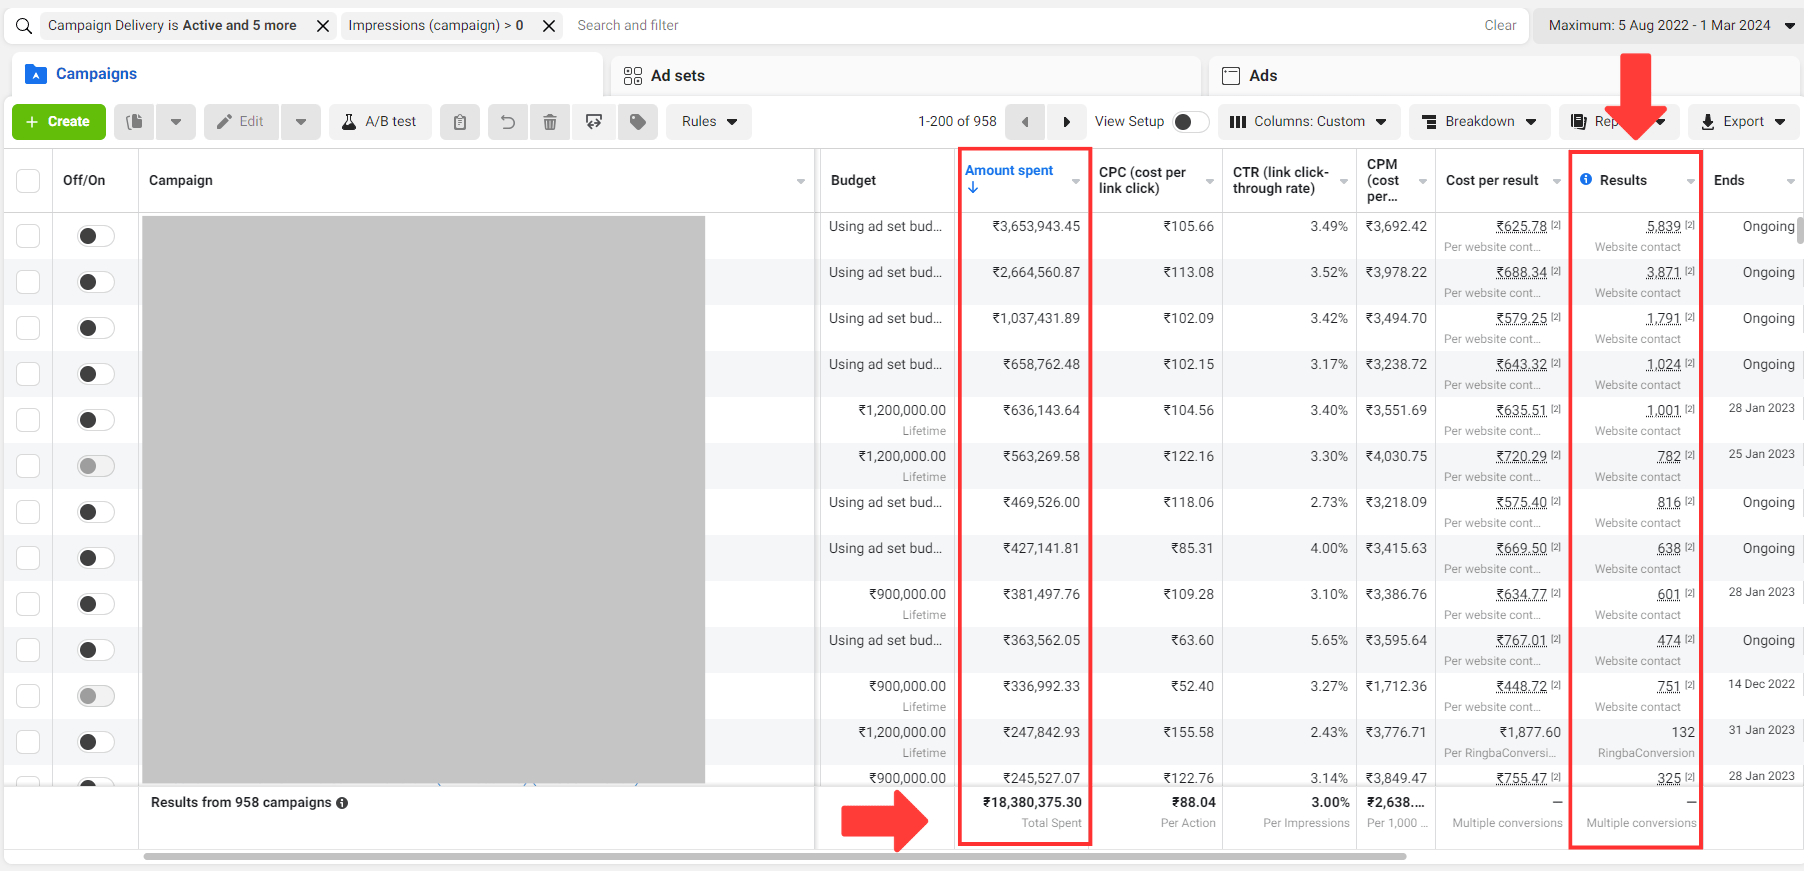 Campaign Delivery is Active and 5 more
Impressions (campaign) > 0
Search and filter
Clear
Maximum: 5 Aug 2022 - 1 Mar 2024
Campaigns
Ad sets
Ads
+ Create
Edit
A/B test
Rules
1-200 of 958
View Setup
Columns: Custom
Breakdown
Export
Off/On
Campaign
Budget
Amount spent ↓
CPC (cost per link click)
CTR (link click-through rate)
CPM (cost per...
Cost per result
Results
Ends
Using ad set bud... ₹3,653,943.45 ₹105.66 3.49% ₹3,692.42 ₹625.78 [2] 5,839 [2] Ongoing
Per website cont... Website contact
Using ad set bud... ₹2,664,560.87 ₹113.08 3.52% ₹3,978.22 ₹688.34 [2] 3,871 [2] Ongoing
Per website cont... Website contact
Using ad set bud... ₹1,037,431.89 ₹102.09 3.42% ₹3,494.70 ₹579.25 [2] 1,791 [2] Ongoing
Per website cont... Website contact
Using ad set bud... ₹658,762.48 ₹102.15 3.17% ₹3,238.72 ₹643.32 [2] 1,024 [2] Ongoing
Per website cont... Website contact
₹1,200,000.00 ₹636,143.64 ₹104.56 3.40% ₹3,551.69 ₹635.51 [2] 1,001 [2] 28 Jan 2023
Lifetime Per website cont... Website contact
₹1,200,000.00 ₹563,269.58 ₹122.16 3.30% ₹4,030.75 ₹720.29 [2] 782 [2] 25 Jan 2023
Lifetime Per website cont... Website contact
Using ad set bud... ₹469,526.00 ₹118.06 2.73% ₹3,218.09 ₹575.40 [2] 816 [2] Ongoing
Per website cont... Website contact
Using ad set bud... ₹427,141.81 ₹85.31 4.00% ₹3,415.63 ₹669.50 [2] 638 [2] Ongoing
Per website cont... Website contact
₹900,000.00 ₹381,497.76 ₹109.28 3.10% ₹3,386.76 ₹634.77 [2] 601 [2] 28 Jan 2023
Lifetime Per website cont... Website contact
Using ad set bud... ₹363,562.05 ₹63.60 5.65% ₹3,595.64 ₹767.01 [2] 474 [2] Ongoing
Per website cont... Website contact
₹900,000.00 ₹336,992.33 ₹52.40 3.27% ₹1,712.36 ₹448.72 [2] 751 [2] 14 Dec 2022
Lifetime Per website cont... Website contact
₹1,200,000.00 ₹247,842.93 ₹155.58 2.43% ₹3,776.71 ₹1,877.60 132 31 Jan 2023
Lifetime Per RingbaConversi... RingbaConversion
₹900,000.00 ₹245,527.07 ₹122.76 3.14% ₹3,849.47 ₹755.47 [2] 325 [2] 28 Jan 2023
Results from 958 campaigns ₹18,380,375.30 ₹88.04 3.00% ₹2,638.... — —
Total Spent Per Action Per Impressions Per 1,000 ... Multiple conversions Multiple conversions